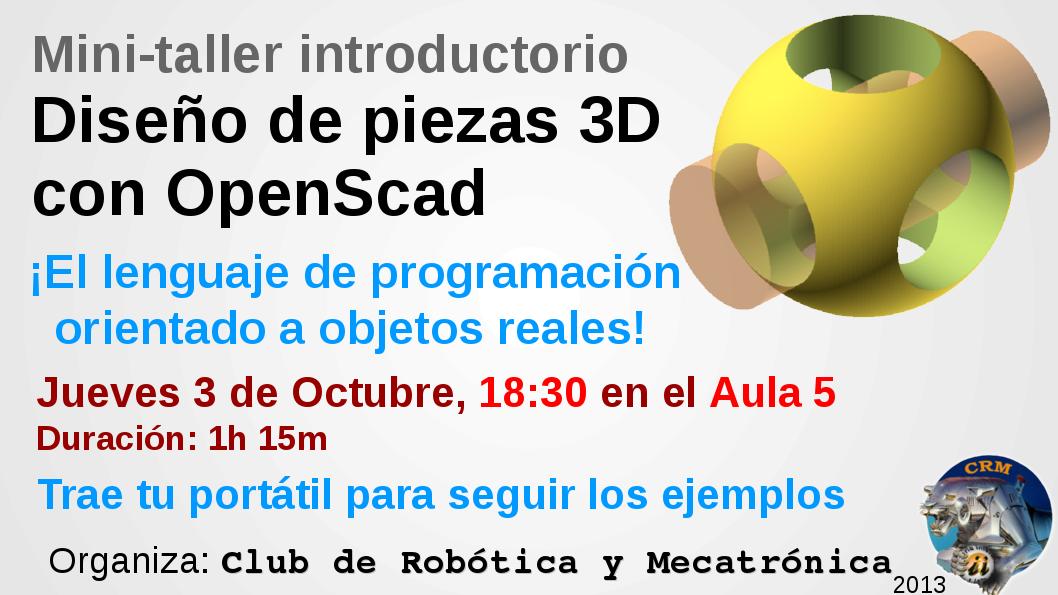 Mini-taller introductorio
Diseño de piezas 3D
con OpenScad
¡El lenguaje de programación
orientado a objetos reales!
Jueves 3 de Octubre, 18:30 en el Aula 5
Duración: 1h 15m
Trae tu portátil para seguir los ejemplos
CRM
Organiza: Club de Robótica y Mecatrónica
2013